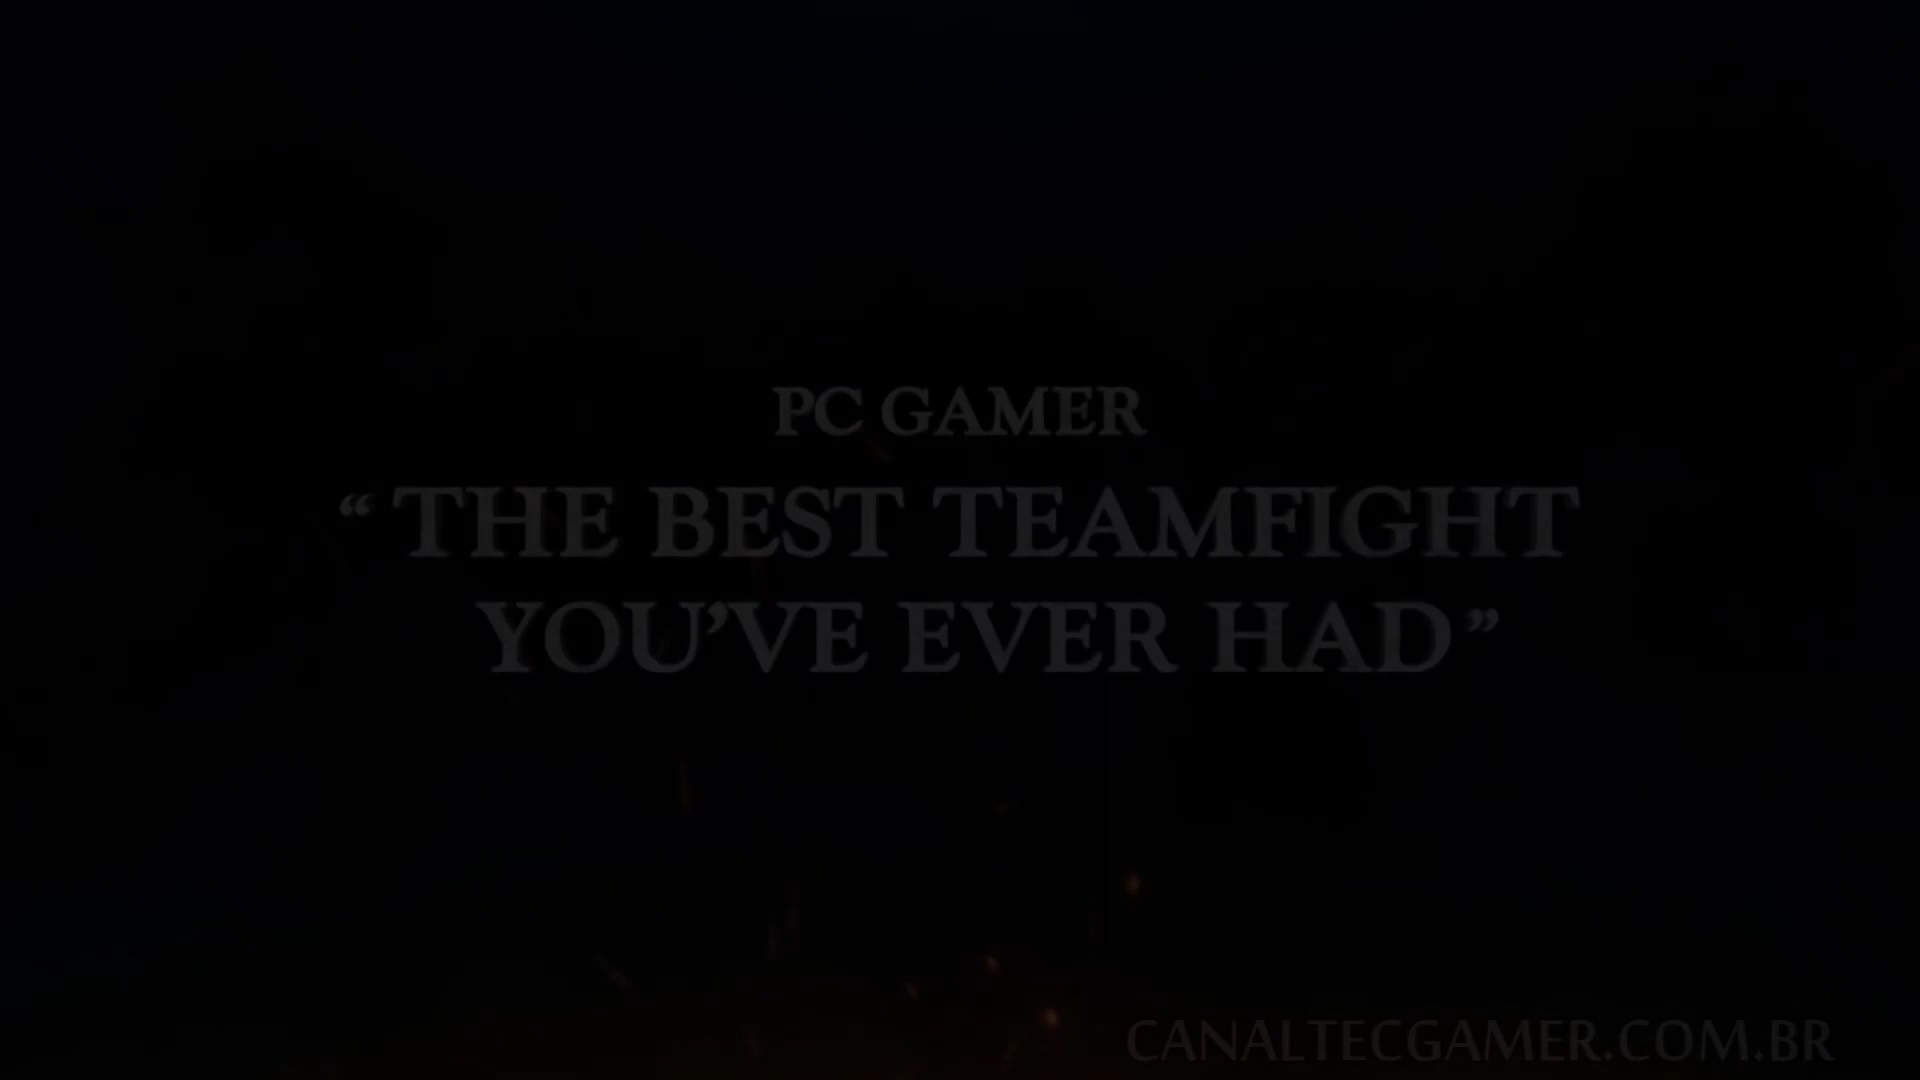 PC GAMER
“THE BEST TEAMFIGHT
YOU’VE EVER HAD”
CANALTECGAMER.COM.BR